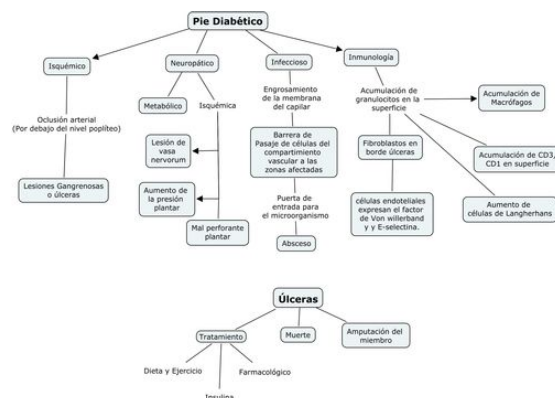 Pie Diabético
Isquémico
Neuropático
Infeccioso
Inmunología
Oclusión arterial
(Por debajo del nivel poplíteo)
Lesiones Gangrenosas
o úlceras
Metabólico
Isquémica
Lesión de
vasa
nervorum
Aumento de
la presión
plantar
Mal perforante
plantar
Engrosamiento
de la membrana
del capilar
Barrera de
Pasaje de células del
compartimiento
vascular a las
zonas afectadas
Puerta de
entrada para
el microorganismo
Absceso
Acumulación de
granulocitos en la
superficie
Acumulación de
Macrófagos
Fibroblastos en
borde úlceras
células endoteliales
expresan el factor
de Von willerband
y y E-selectina.
Acumulación de CD3,
CD1 en superficie
Aumento de
células de Langherhans
Úlceras
Tratamiento
Muerte
Amputación del
miembro
Dieta y Ejercicio
Farmacológico
Insulina